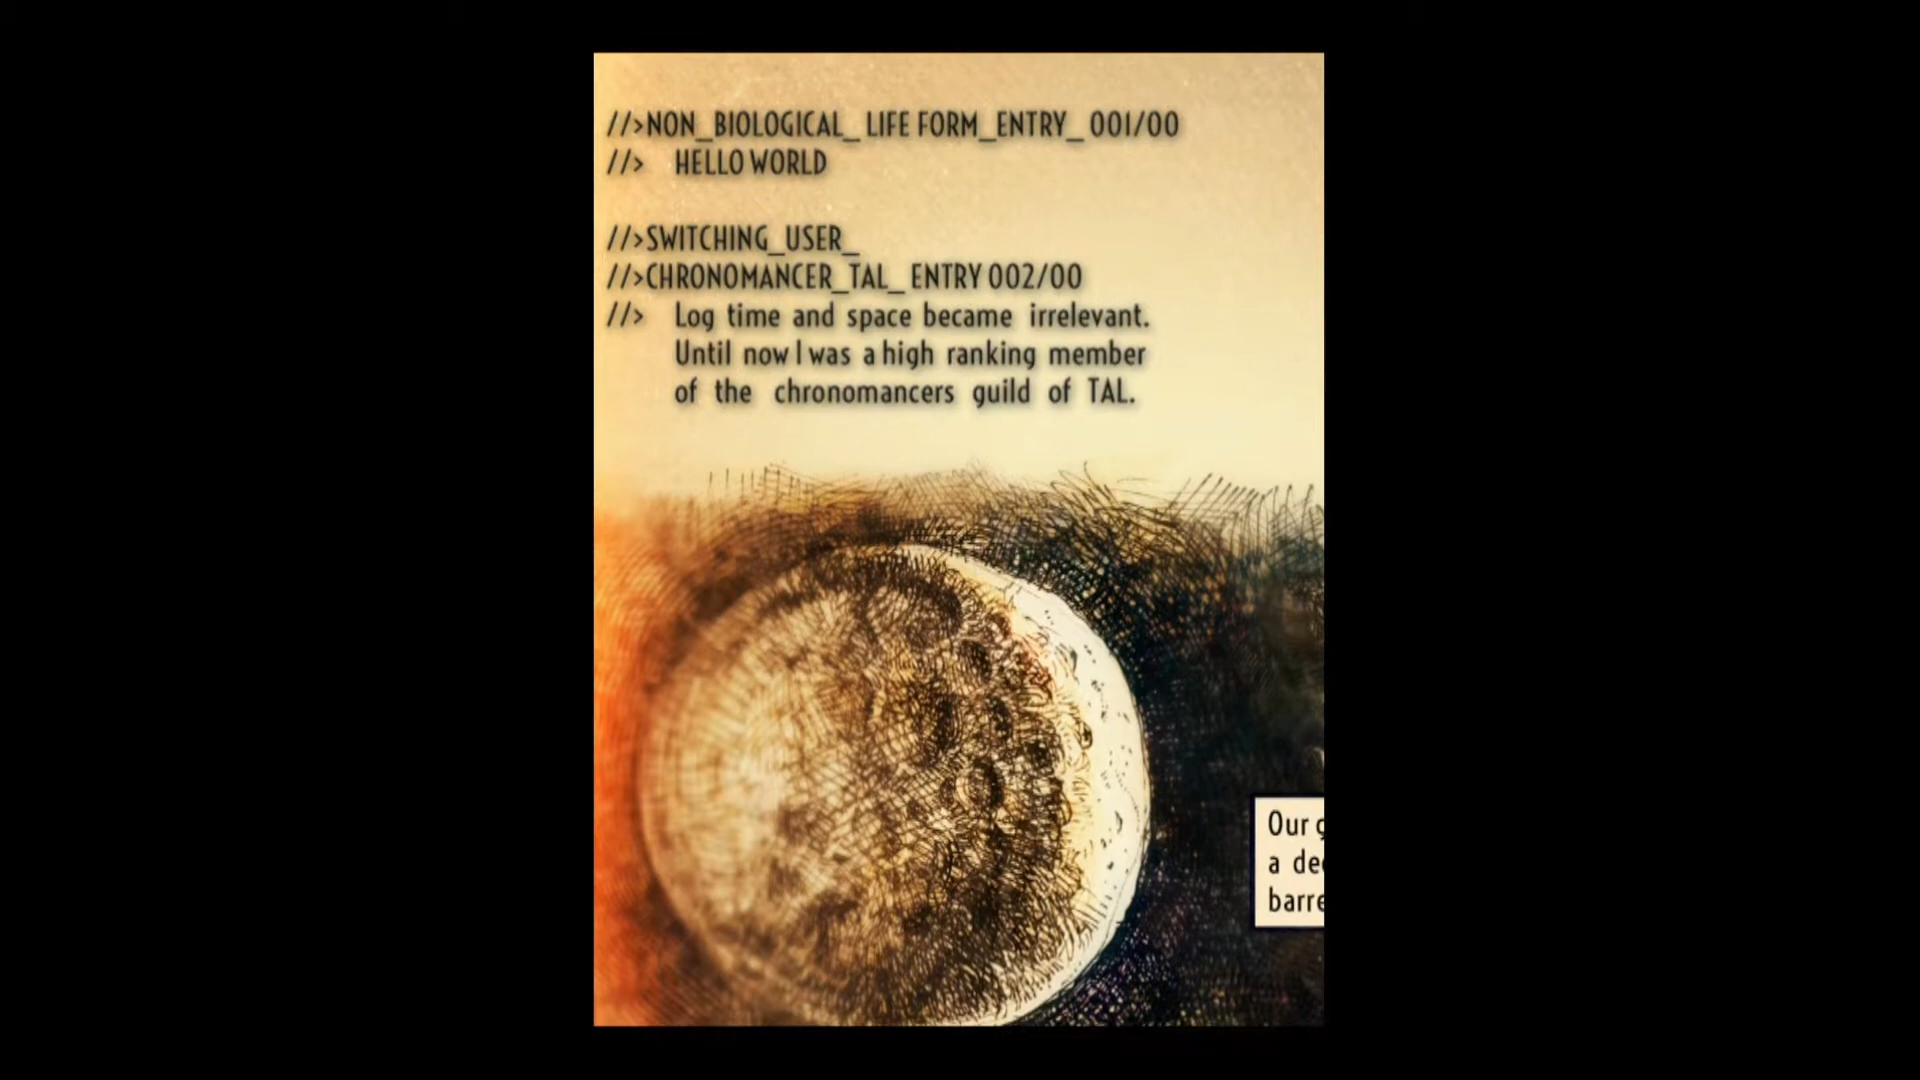 //>NON_BIOLOGICAL_ LIFE FORM_ENTRY_ 001/00
//> HELLO WORLD
//>SWITCHING_USER_
//>CHRONOMANCER_TAL_ ENTRY 002/00
//> Log time and space became irrelevant.
Until now I was a high ranking member
of the chronomancers guild of TAL.
Our
a